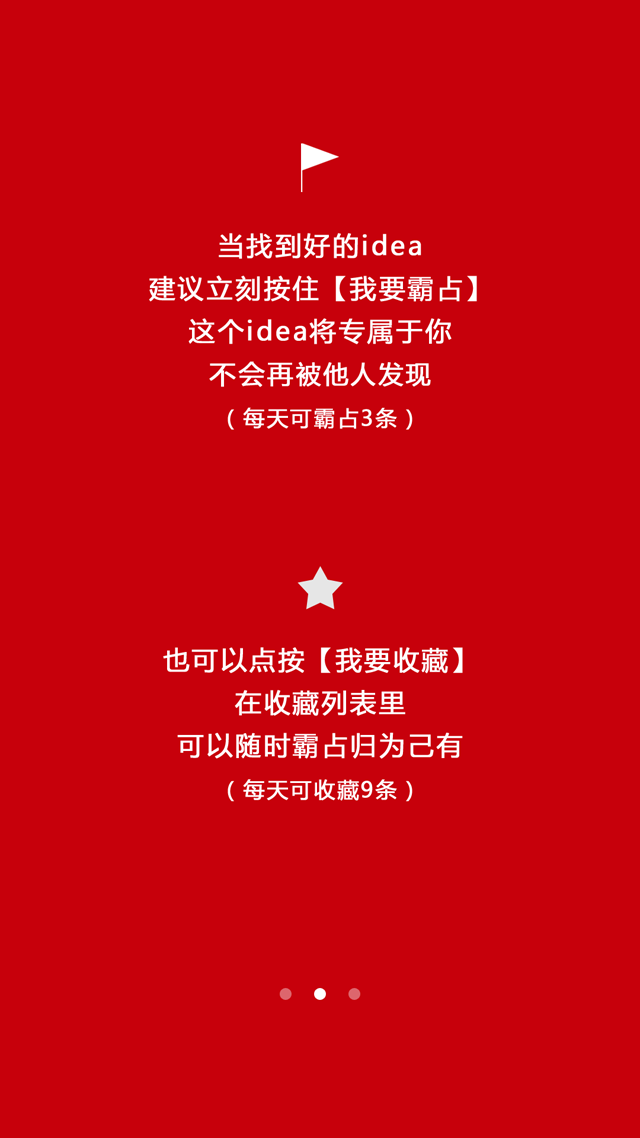 当找到好的idea
建议立刻按住【我要霸占】
这个idea将专属于你
不会再被他人发现
（每天可霸占3条）
也可以点按【我要收藏】
在收藏列表里
可以随时霸占归为己有
（每天可收藏9条）